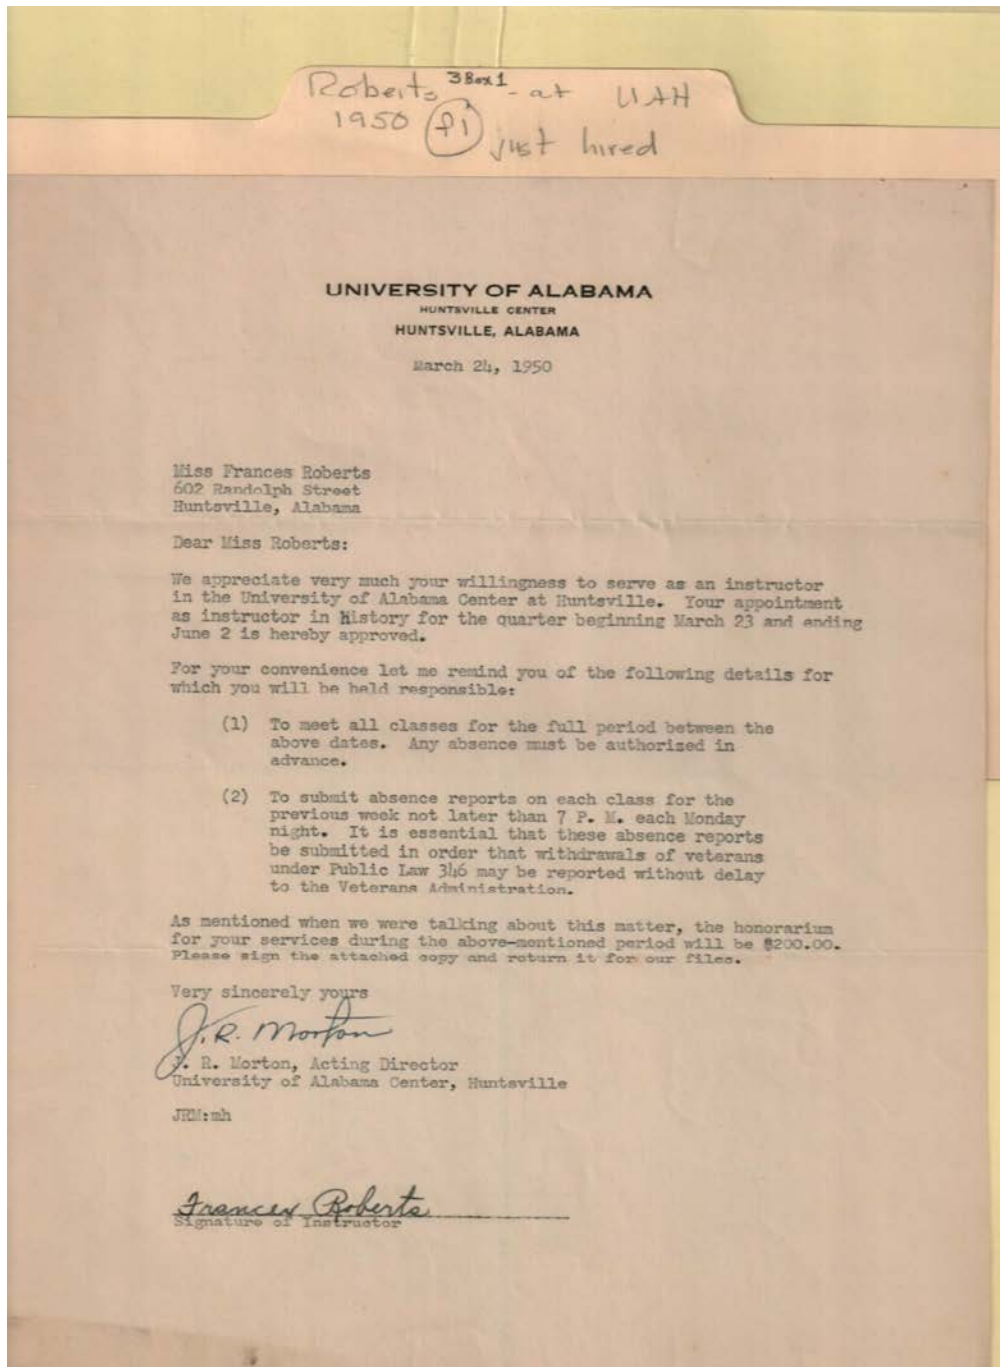 Roberts 3Box1 - at UAH
1950 f1 just hired
UNIVERSITY OF ALABAMA
HUNTSVILLE CENTER
HUNTSVILLE, ALABAMA
March 24, 1950
Miss Frances Roberts
602 Randolph Street
Huntsville, Alabama
Dear Miss Roberts:
We appreciate very much your willingness to serve as an instructor
in the University of Alabama Center at Huntsville. Your appointment
as instructor in History for the quarter beginning March 23 and ending
June 2 is hereby approved.
For your convenience let me remind you of the following details for
which you will be held responsible:
(1) To meet all classes for the full period between the
above dates. Any absence must be authorized in
advance.
(2) To submit absence reports on each class for the
previous week not later than 7 P. M. each Monday
night. It is essential that these absence reports
be submitted in order that withdrawals of veterans
under Public Law 346 may be reported without delay
to the Veterans Administration.
As mentioned when we were talking about this matter, the honorarium
for your services during the above-mentioned period will be $200.00.
Please sign the attached copy and return it for our files.
Very sincerely yours
J.R. Morton
J. R. Morton, Acting Director
University of Alabama Center, Huntsville
JRM:mh
Frances Roberts
Signature of Instructor